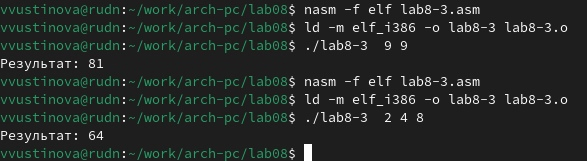 vvustinova@rudn:~/work/arch-pc/lab08$ nasm -f elf lab8-3.asm
vvustinova@rudn:~/work/arch-pc/lab08$ ld -m elf_i386 -o lab8-3 lab8-3.o
vvustinova@rudn:~/work/arch-pc/lab08$ ./lab8-3  9 9
Результат: 81
vvustinova@rudn:~/work/arch-pc/lab08$ nasm -f elf lab8-3.asm
vvustinova@rudn:~/work/arch-pc/lab08$ ld -m elf_i386 -o lab8-3 lab8-3.o
vvustinova@rudn:~/work/arch-pc/lab08$ ./lab8-3  2 4 8
Результат: 64
vvustinova@rudn:~/work/arch-pc/lab08$